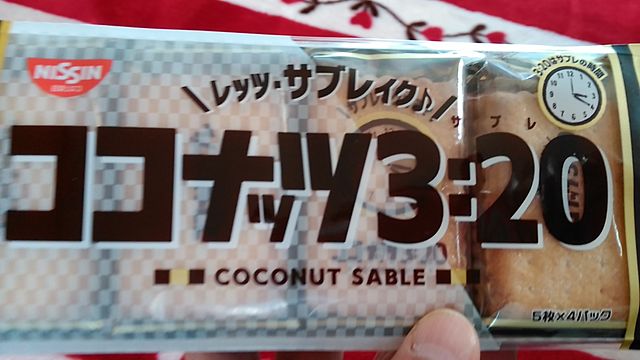 NISSIN
\レッツ・サブレイク♪/
3:20はサブレの時間
サ ブ レ
ココナッツ3:20
COCONUT SABLE
5枚×4パック